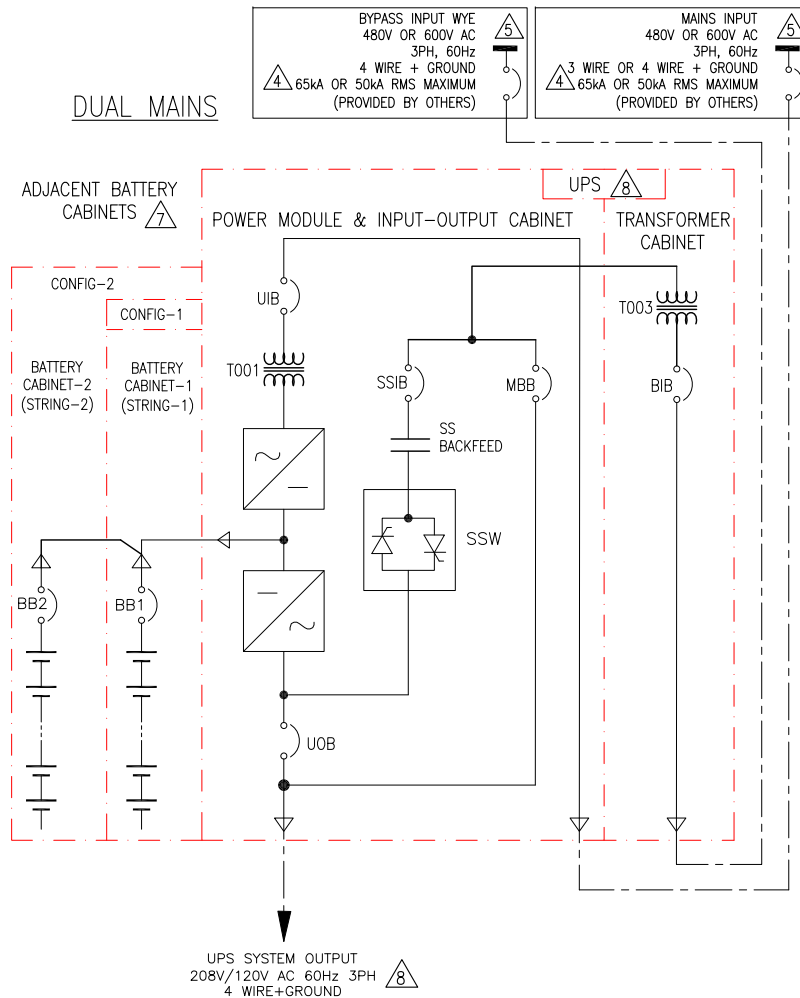 BYPASS INPUT WYE
480V OR 600V AC
3PH, 60Hz
4 WIRE + GROUND
65kA OR 50kA RMS MAXIMUM
(PROVIDED BY OTHERS)
5
4
MAINS INPUT
480V OR 600V AC
3PH, 60Hz
3 WIRE OR 4 WIRE + GROUND
65kA OR 50kA RMS MAXIMUM
(PROVIDED BY OTHERS)
5
4
DUAL MAINS
ADJACENT BATTERY
CABINETS 7
UPS 8
POWER MODULE & INPUT-OUTPUT CABINET
TRANSFORMER
CABINET
CONFIG-2
CONFIG-1
BATTERY
CABINET-2
(STRING-2)
BATTERY
CABINET-1
(STRING-1)
UIB
T001
SSIB
MBB
T003
BIB
SS
BACKFEED
SSW
BB2
BB1
UOB
UPS SYSTEM OUTPUT
208V/120V AC 60Hz 3PH
4 WIRE+GROUND
8